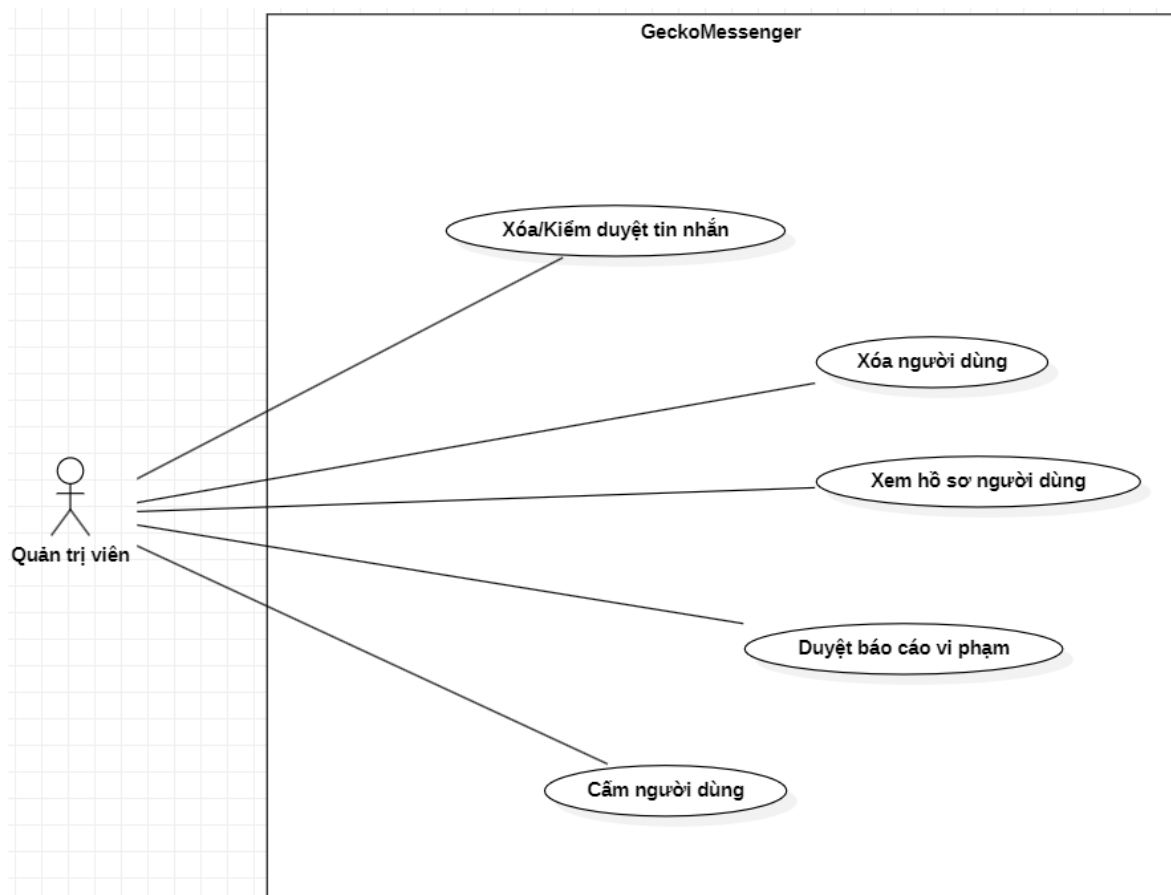 GeckoMessenger
Xóa/Kiểm duyệt tin nhắn
Xóa người dùng
Xem hồ sơ người dùng
Quản trị viên
Duyệt báo cáo vi phạm
Cấm người dùng